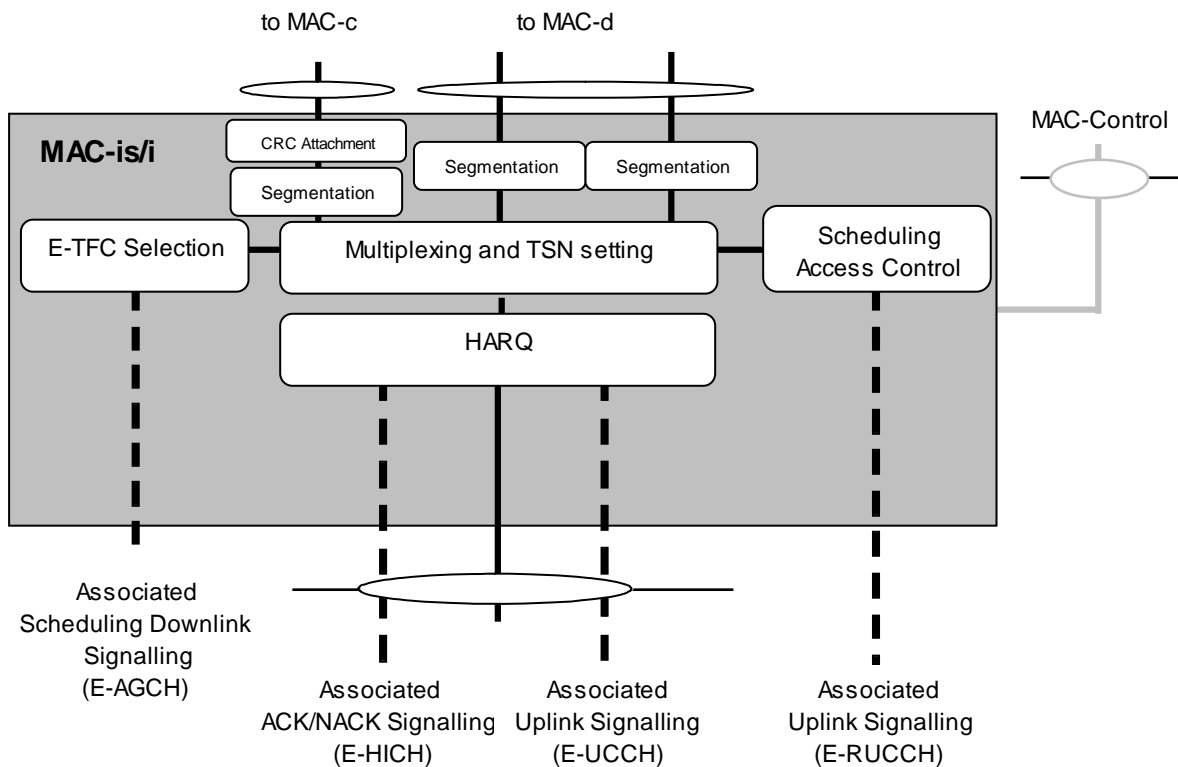 to MAC-c
to MAC-d
MAC-Control
MAC-is/i
CRC Attachment
Segmentation
Segmentation
Segmentation
E-TFC Selection
Multiplexing and TSN setting
Scheduling
Access Control
HARQ
Associated
Scheduling Downlink
Signalling
(E-AGCH)
Associated
ACK/NACK Signalling
(E-HICH)
Associated
Uplink Signalling
(E-UCCH)
Associated
Uplink Signalling
(E-RUCCH)